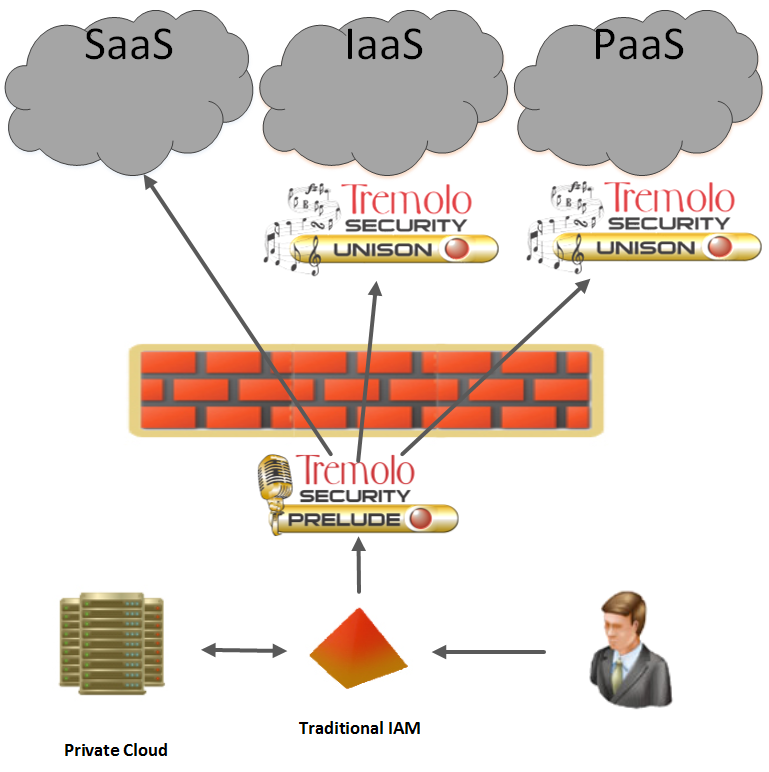 SaaS
IaaS
PaaS
Tremolo
SECURITY
UNISON
Tremolo
SECURITY
UNISON
Tremolo
SECURITY
PRELUDE
Traditional IAM
Private Cloud